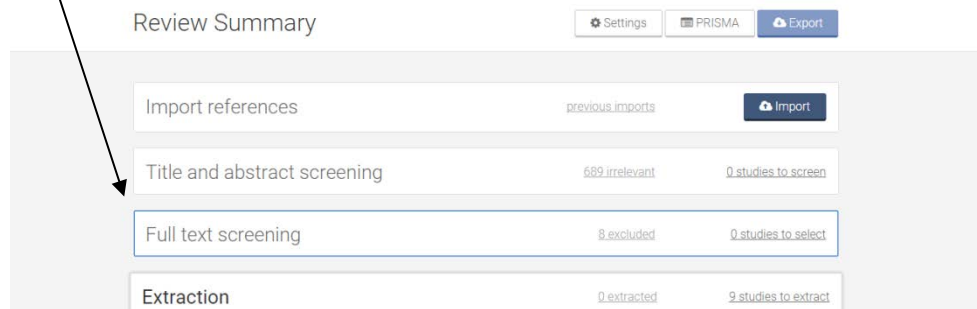 Review Summary Settings PRISMA Export
Import references previous imports Import
Title and abstract screening 689 irrelevant 0 studies to screen
Full text screening 8 excluded 0 studies to select
Extraction 0 extracted 9 studies to extract